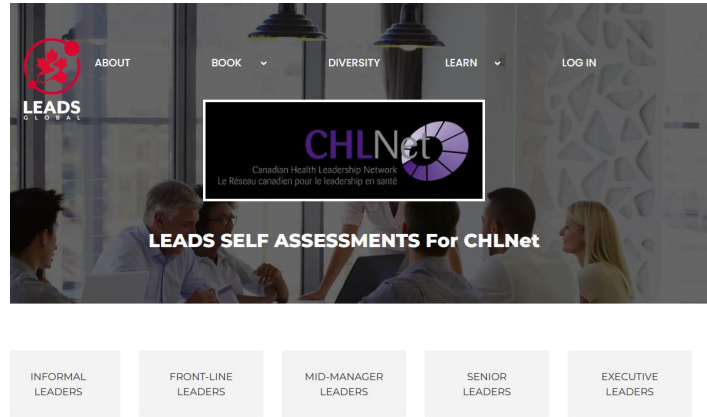 ABOUT
BOOK
DIVERSITY
LEARN
LOG IN
LEADS
GLOBAL
CHLNet
Canadian Health Leadership Network
Le Réseau canadien pour le leadership en santé
LEADS SELF ASSESSMENTS For CHLNet
INFORMAL
LEADERS
FRONT-LINE
LEADERS
MID-MANAGER
LEADERS
SENIOR
LEADERS
EXECUTIVE
LEADERS